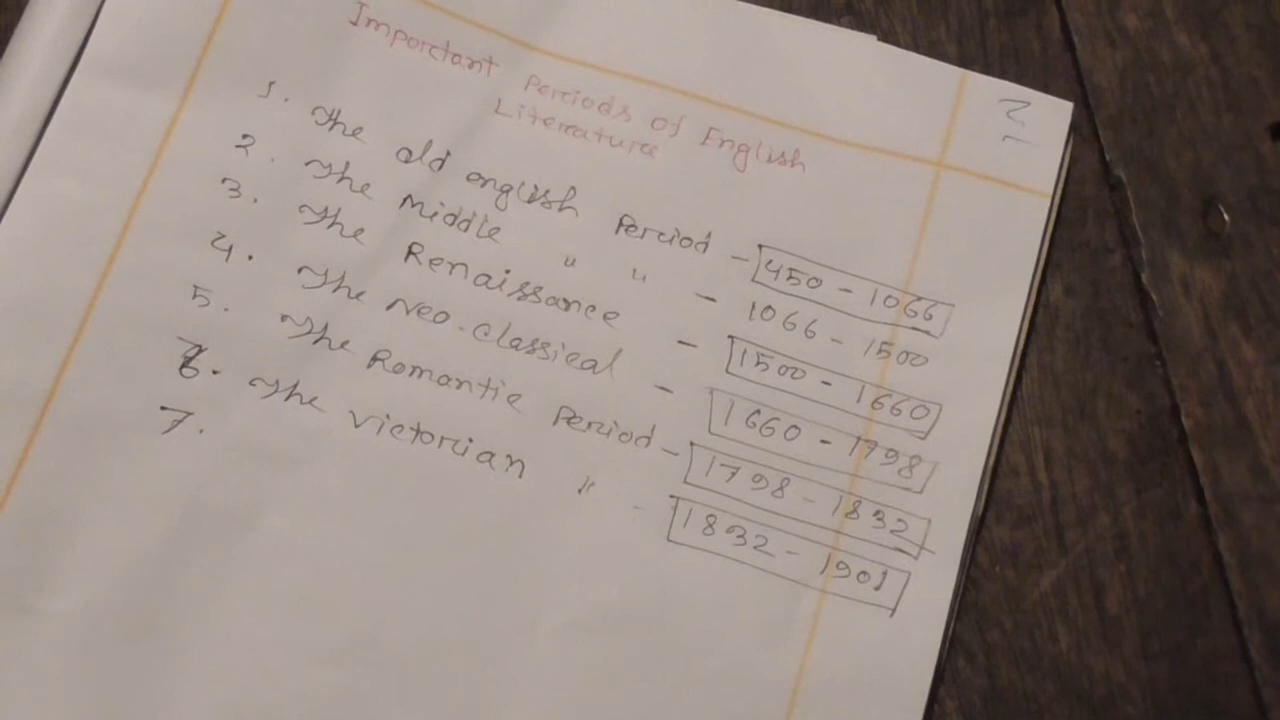 Important Periods of English
Literature
1. The old english Period - 450 - 1066
2. The Middle " " - 1066 - 1500
3. The Renaissance - 1500 - 1660
4. The Neo-classical - 1660 - 1798
5. The Romantic Period - 1798 - 1832
6. The Victorian " - 1832 - 1901
7.